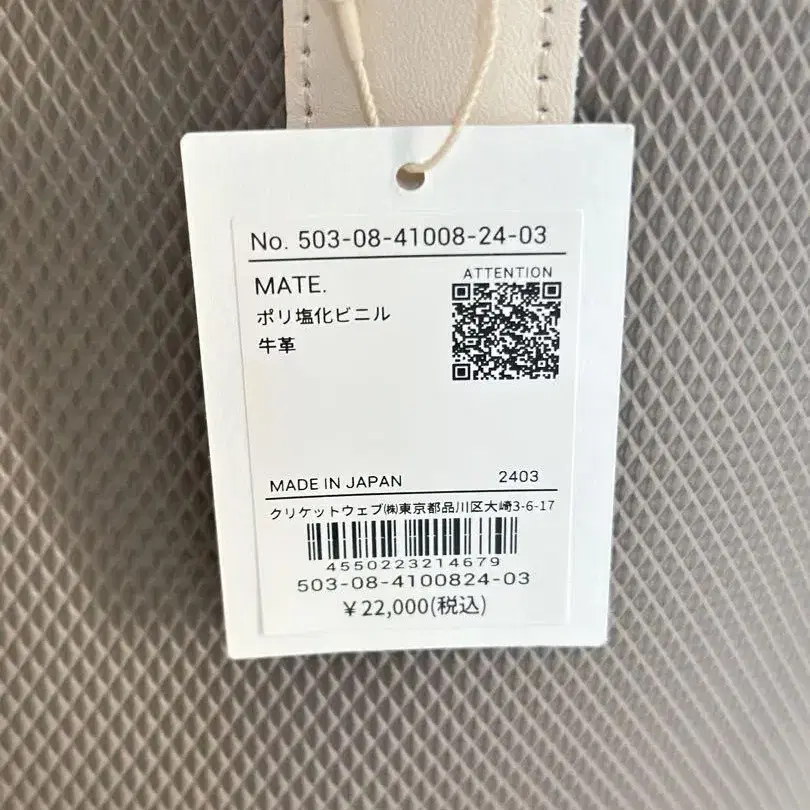 No. 503-08-41008-24-03
MATE.
ATTENTION
ポリ塩化ビニル
牛革
MADE IN JAPAN 2403
クリケットウェブ㈱東京都品川区大崎3-6-17
4550223214679
503-08-4100824-03
￥22,000(税込)